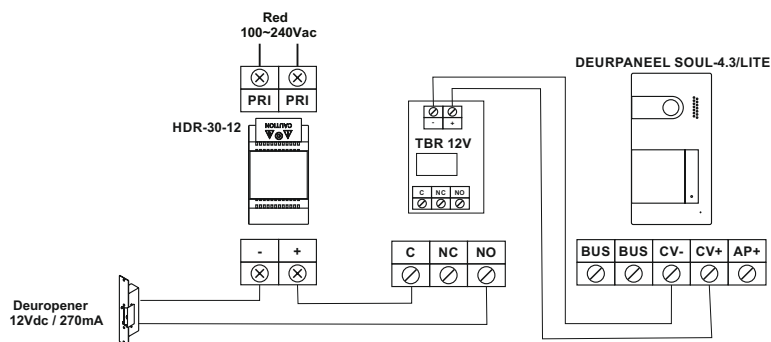 Red
100~240Vac
DEURPANEEL SOUL-4.3/LITE
PRI PRI
- +
HDR-30-12
CAUTION
TBR 12V
C NC NO
- +
C NC NO
BUS BUS CV- CV+ AP+
Deuropener
12Vdc / 270mA